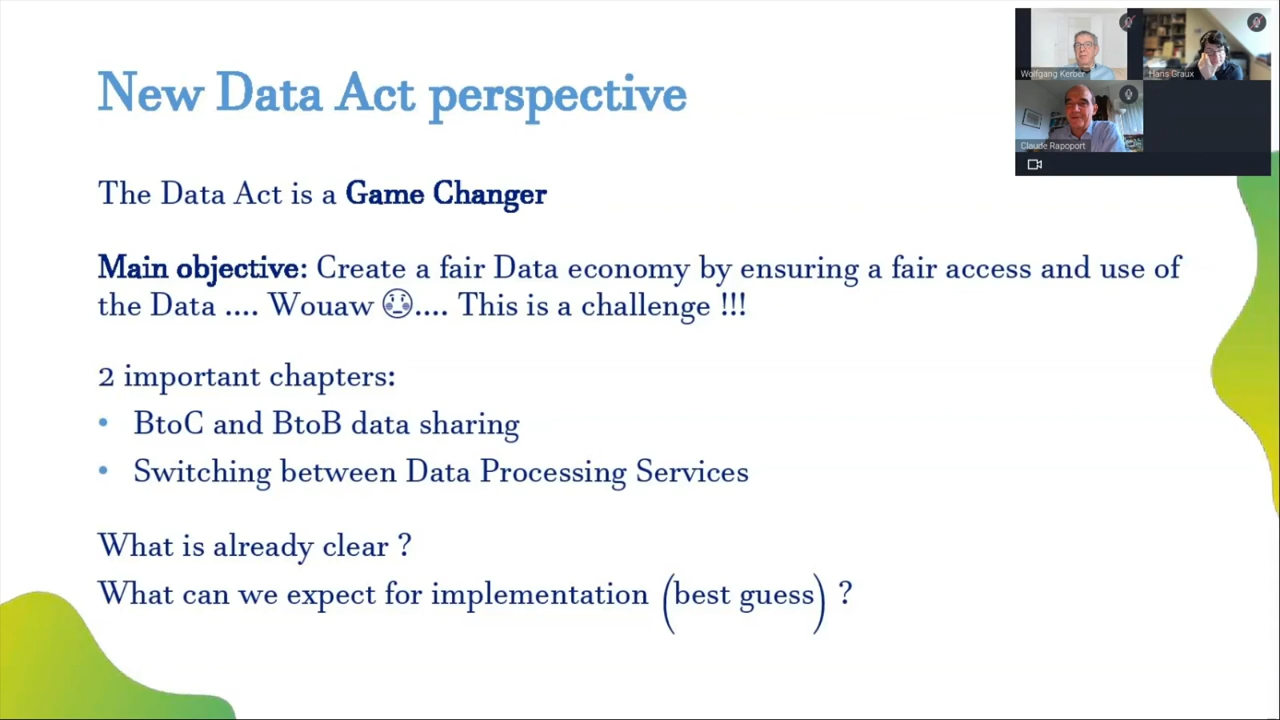 New Data Act perspective
Wolfgang Kerber
Hans Graux
Claude Rapoport
The Data Act is a Game Changer
Main objective: Create a fair Data economy by ensuring a fair access and use of
the Data .... Wouaw 😳.... This is a challenge !!!
2 important chapters:
• BtoC and BtoB data sharing
• Switching between Data Processing Services
What is already clear ?
What can we expect for implementation (best guess) ?